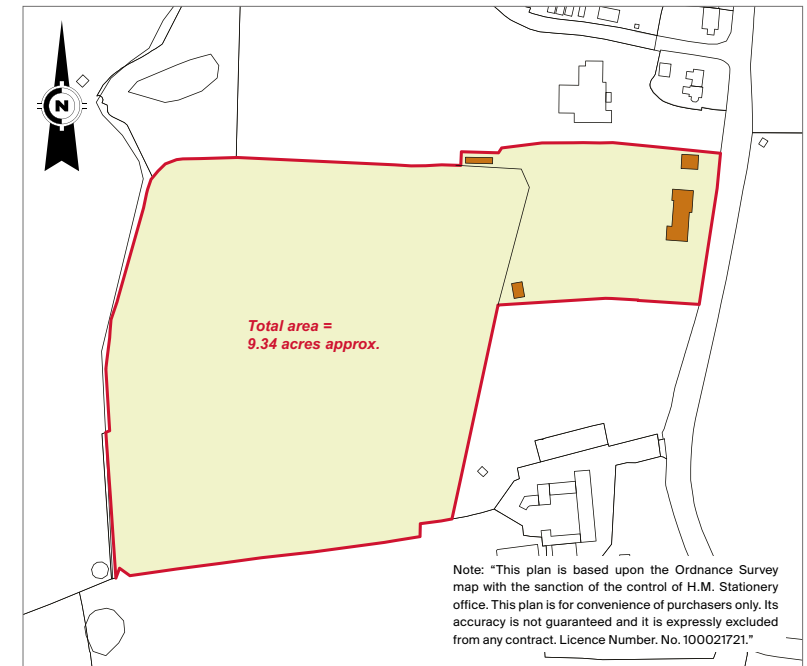 N
Total area =
9.34 acres approx.
Note: “This plan is based upon the Ordnance Survey
map with the sanction of the control of H.M. Stationery
office. This plan is for convenience of purchasers only. Its
accuracy is not guaranteed and it is expressly excluded
from any contract. Licence Number. No. 100021721.”